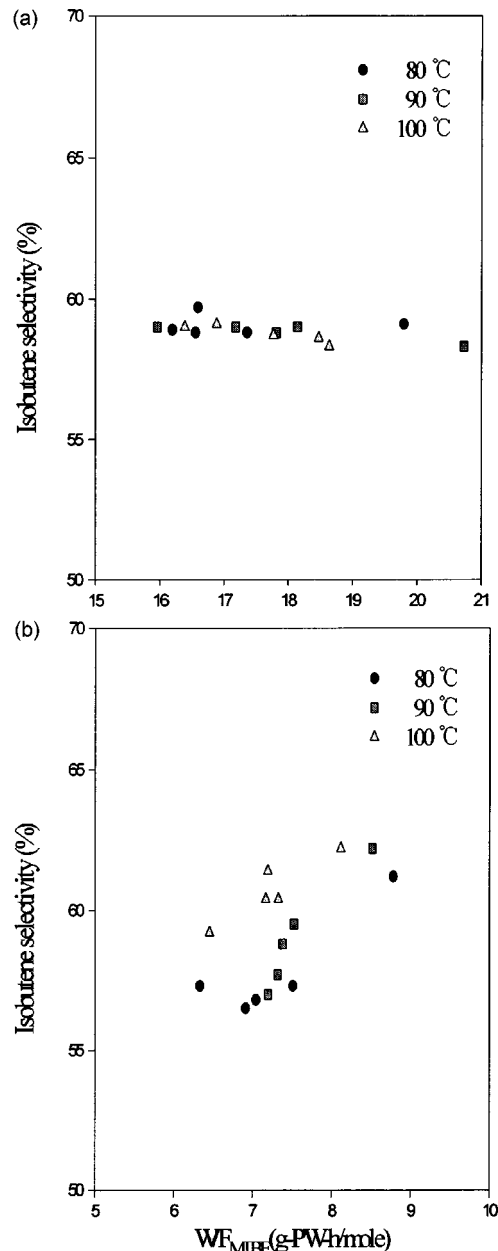 (a)
70
65
60
55
50
Isobutene selectivity (%)
80 °C
90 °C
100 °C
15 16 17 18 19 20 21
(b)
70
65
60
55
50
Isobutene selectivity (%)
80 °C
90 °C
100 °C
5 6 7 8 9 10
W/F_MTBE (g-PW-h/mole)